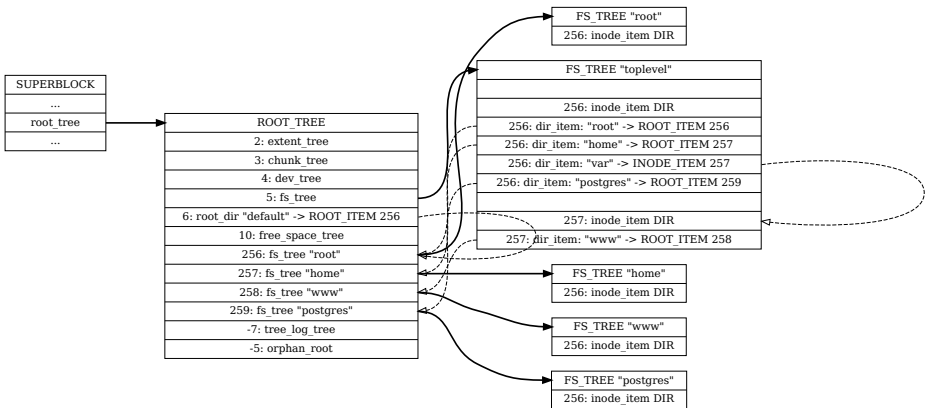 SUPERBLOCK
...
root_tree
...
ROOT_TREE
2: extent_tree
3: chunk_tree
4: dev_tree
5: fs_tree
6: root_dir "default" -> ROOT_ITEM 256
10: free_space_tree
256: fs_tree "root"
257: fs_tree "home"
258: fs_tree "www"
259: fs_tree "postgres"
-7: tree_log_tree
-5: orphan_root
FS_TREE "root"
256: inode_item DIR
FS_TREE "toplevel"
256: inode_item DIR
256: dir_item: "root" -> ROOT_ITEM 256
256: dir_item: "home" -> ROOT_ITEM 257
256: dir_item: "var" -> INODE_ITEM 257
256: dir_item: "postgres" -> ROOT_ITEM 259
257: inode_item DIR
257: dir_item: "www" -> ROOT_ITEM 258
FS_TREE "home"
256: inode_item DIR
FS_TREE "www"
256: inode_item DIR
FS_TREE "postgres"
256: inode_item DIR